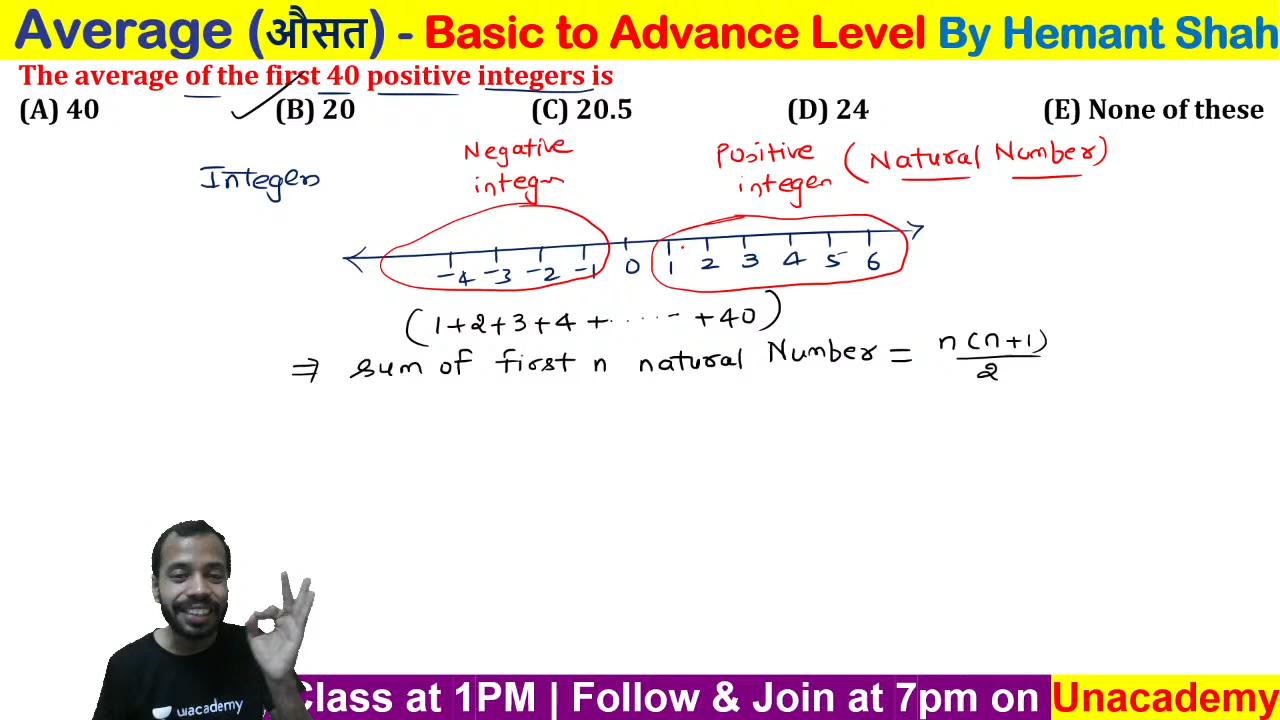 Average (औसत) - Basic to Advance Level By Hemant Shah
The average of the first 40 positive integers is
(A) 40 (B) 20 (C) 20.5 (D) 24 (E) None of these
Integers
Negative
integer
Positive (Natural Number)
integer
-4 -3 -2 -1 0 1 2 3 4 5 6
(1+2+3+4+.....+40)
⇒ sum of first n natural Number = n(n+1)/2
unacademy
Class at 1PM | Follow & Join at 7pm on Unacademy